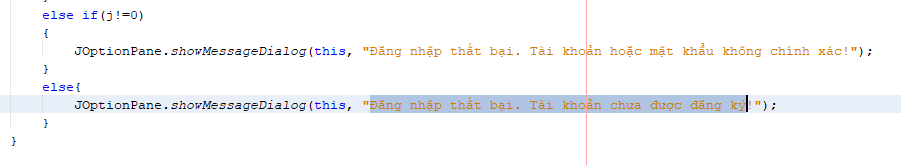 }
else if(j!=0)
{
JOptionPane.showMessageDialog(this, "Đăng nhập thất bại. Tài khoản hoặc mật khẩu không chính xác!");
}
else{
JOptionPane.showMessageDialog(this, "Đăng nhập thất bại. Tài khoản chưa được đăng ký!");
}
}